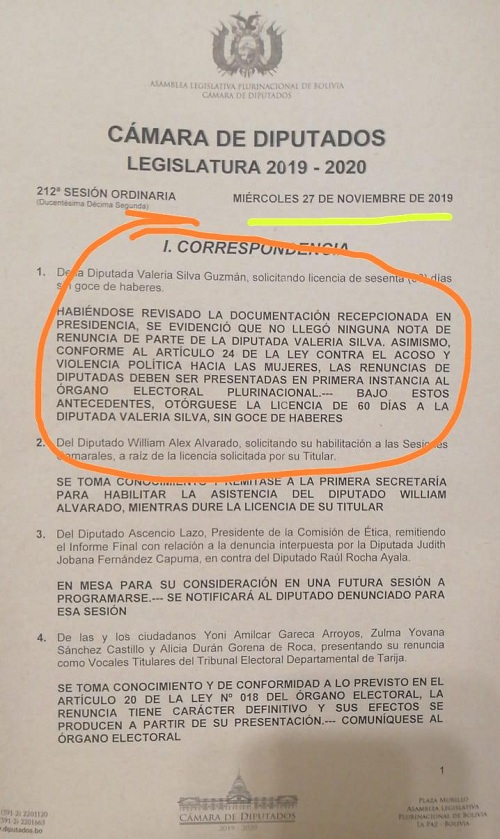 ASAMBLEA LEGISLATIVA PLURINACIONAL DE BOLIVIA
CÁMARA DE DIPUTADOS
CÁMARA DE DIPUTADOS
LEGISLATURA 2019 - 2020
212ª SESIÓN ORDINARIA
(Ducentésima Décima Segunda)
MIÉRCOLES 27 DE NOVIEMBRE DE 2019
I. CORRESPONDENCIA
1. De la Diputada Valeria Silva Guzmán, solicitando licencia de sesenta (60) días
sin goce de haberes.
HABIÉNDOSE REVISADO LA DOCUMENTACIÓN RECEPCIONADA EN
PRESIDENCIA, SE EVIDENCIÓ QUE NO LLEGÓ NINGUNA NOTA DE
RENUNCIA DE PARTE DE LA DIPUTADA VALERIA SILVA. ASIMISMO,
CONFORME AL ARTÍCULO 24 DE LA LEY CONTRA EL ACOSO Y
VIOLENCIA POLÍTICA HACIA LAS MUJERES, LAS RENUNCIAS DE
DIPUTADAS DEBEN SER PRESENTADAS EN PRIMERA INSTANCIA AL
ÓRGANO ELECTORAL PLURINACIONAL.--- BAJO ESTOS
ANTECEDENTES, OTÓRGUESE LA LICENCIA DE 60 DÍAS A LA
DIPUTADA VALERIA SILVA, SIN GOCE DE HABERES
2. Del Diputado William Alex Alvarado, solicitando su habilitación a las Sesiones
Camarales, a raíz de la licencia solicitada por su Titular.
SE TOMA CONOCIMIENTO Y REMÍTASE A LA PRIMERA SECRETARÍA
PARA HABILITAR LA ASISTENCIA DEL DIPUTADO WILLIAM
ALVARADO, MIENTRAS DURE LA LICENCIA DE SU TITULAR
3. Del Diputado Ascencio Lazo, Presidente de la Comisión de Ética, remitiendo
el Informe Final con relación a la denuncia interpuesta por la Diputada Judith
Jobana Fernández Capuma, en contra del Diputado Raúl Rocha Ayala.
EN MESA PARA SU CONSIDERACIÓN EN UNA FUTURA SESIÓN A
PROGRAMARSE.--- SE NOTIFICARÁ AL DIPUTADO DENUNCIADO PARA
ESA SESIÓN
4. De las y los ciudadanos Yoni Amilcar Gareca Arroyos, Zulma Yovana
Sánchez Castillo y Alicia Durán Gorena de Roca, presentando su renuncia
como Vocales Titulares del Tribunal Electoral Departamental de Tarija.
SE TOMA CONOCIMIENTO Y DE CONFORMIDAD A LO PREVISTO EN EL
ARTÍCULO 20 DE LA LEY Nº 018 DEL ÓRGANO ELECTORAL, LA
RENUNCIA TIENE CARÁCTER DEFINITIVO Y SUS EFECTOS SE
PRODUCEN A PARTIR DE SU PRESENTACIÓN.--- COMUNÍQUESE AL
ÓRGANO ELECTORAL
1
(591-2) 2201120
(591-2) 2201663
.diputados.bo
CÁMARA DE DIPUTADOS
2019 - 2020
PLAZA MURILLO
ASAMBLEA LEGISLATIVA
PLURINACIONAL DE BOLIVIA
LA PAZ - BOLIVIA